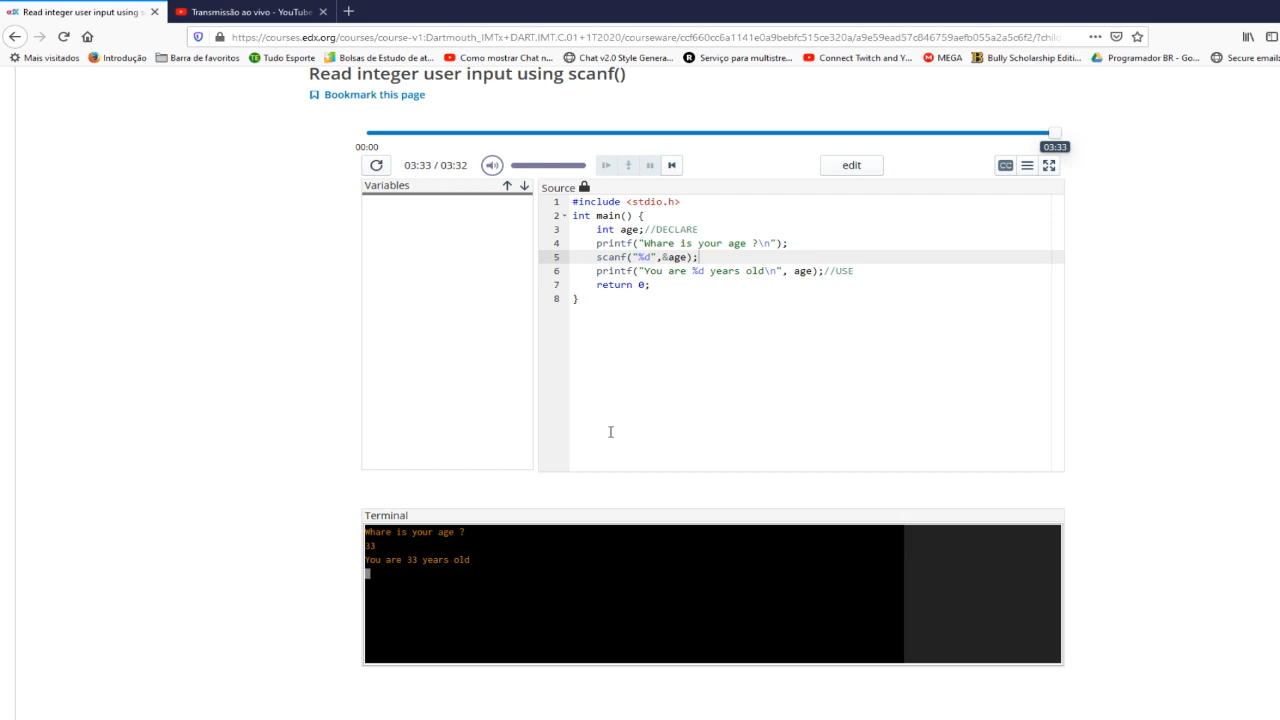 Read integer user input using s
Transmissão ao vivo - YouTube
https://courses.edx.org/courses/course-v1:Dartmouth_IMTx+DART.IMT.C.01+1T2020/courseware/ccf660cc6a1141e0a9bebfc515ce320a/a9e59ead57c846759aefb055a2a5c6f2/?child
Mais visitados Introdução Barra de favoritos Tudo Esporte Bolsas de Estudo de at... Como mostrar Chat n... Chat v2.0 Style Genera... Serviço para multistre... Connect Twitch and Y... MEGA Bully Scholarship Editi... Programador BR - Go... Secure email:
Read integer user input using scanf()
Bookmark this page
00:00
03:33
03:33 / 03:32
edit
CC
Variables
Source
1 #include <stdio.h>
2 int main() {
3 int age;//DECLARE
4 printf("Whare is your age ?\n");
5 scanf("%d",&age);
6 printf("You are %d years old\n", age);//USE
7 return 0;
8 }
Terminal
Whare is your age ?
33
You are 33 years old